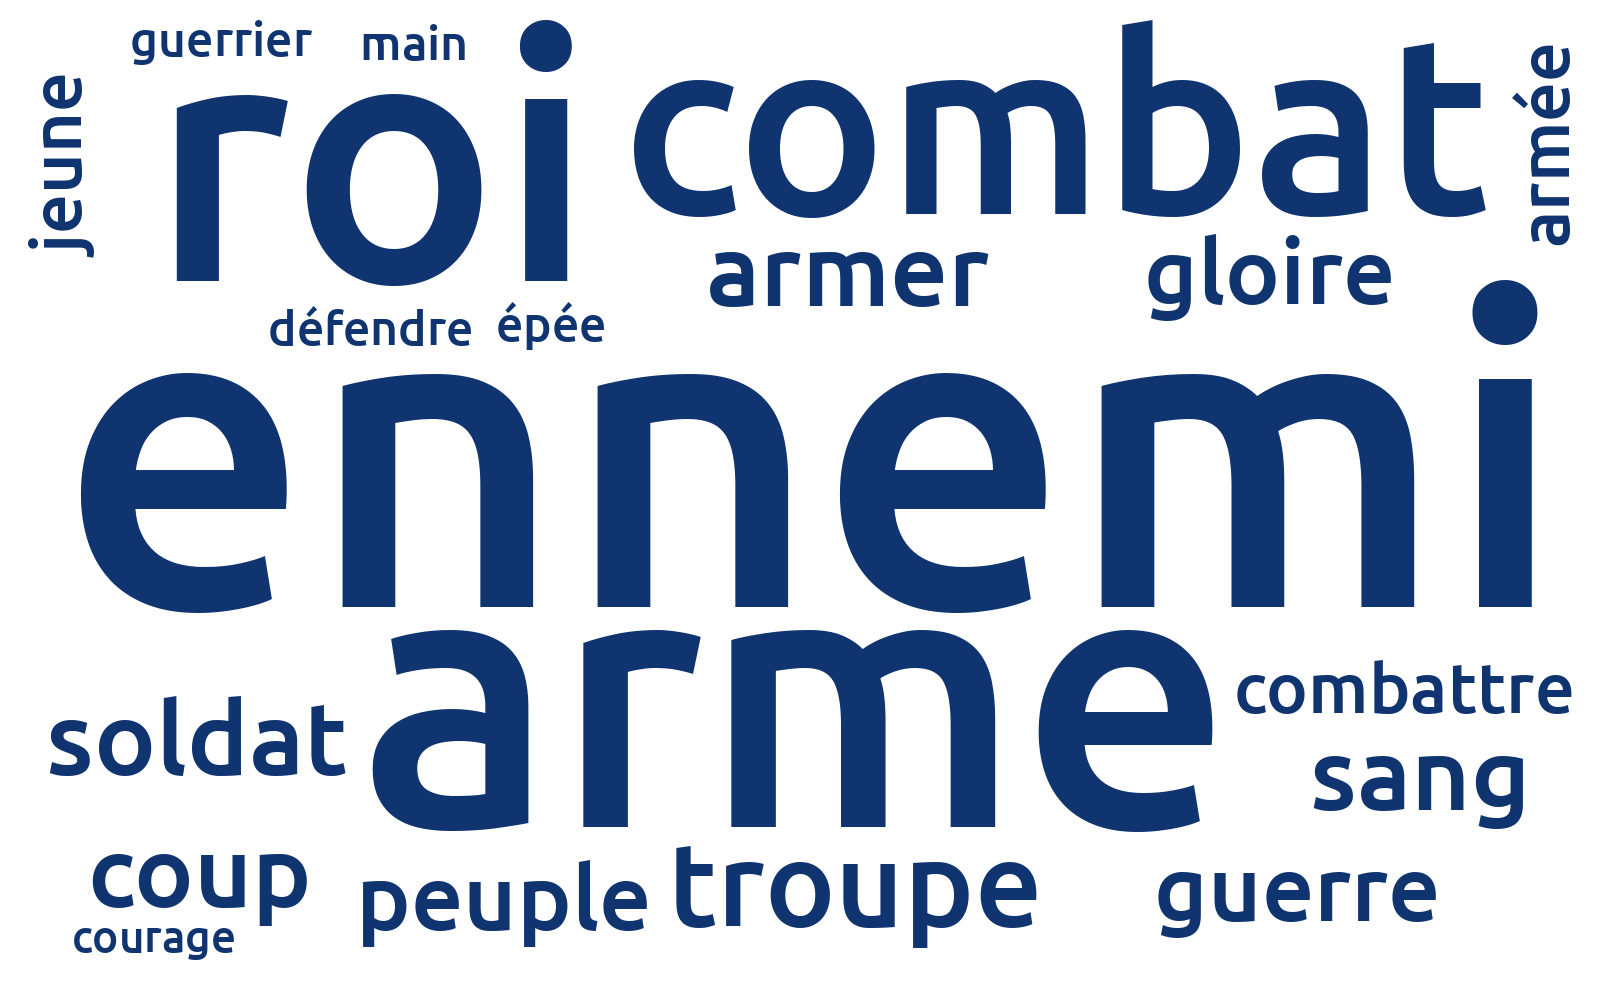 guerrier
main
jeune
roi
combat
armée
armer
gloire
défendre
épée
ennemi
arme
soldat
combattre
sang
coup
peuple
troupe
guerre
courage